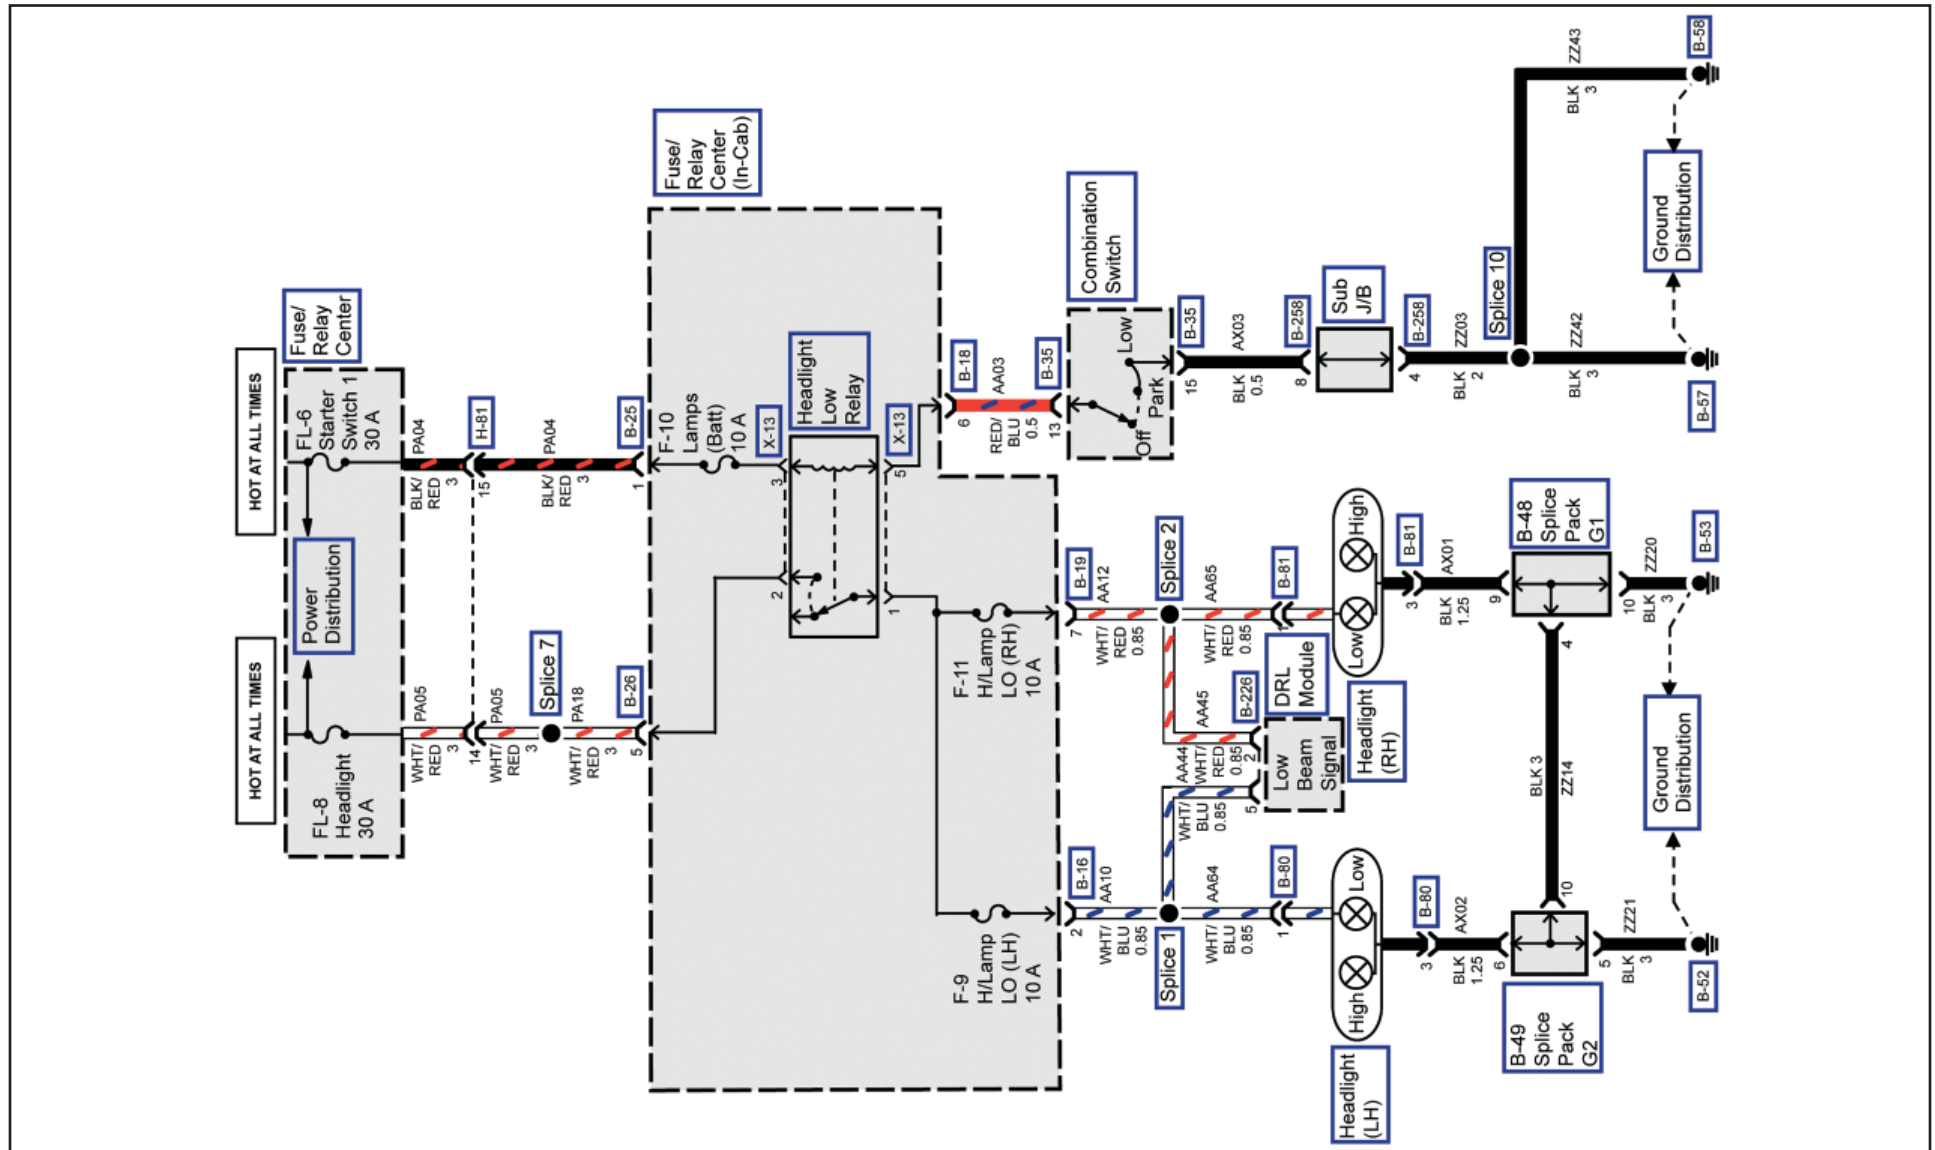 HOT AT ALL TIMES
HOT AT ALL TIMES
FL-8
Headlight
30 A
Power
Distribution
FL-6
Starter
Switch 1
30 A
Fuse/
Relay
Center
WHT/
RED
3
PA05
BLK/
RED
3
PA04
14
15
H-81
WHT/
RED
3
PA05
Splice 7
BLK/
RED
3
PA04
WHT/
RED
3
PA18
5
B-26
1
B-25
F-10
Lamps
(Batt)
10 A
Fuse/
Relay
Center
(In-Cab)
2
3
X-13
Headlight
Low
Relay
1
5
X-13
F-9
H/Lamp
LO (LH)
10 A
F-11
H/Lamp
LO (RH)
10 A
6
B-18
RED/
BLU
0.5
AA03
13
B-35
2
B-16
7
B-19
Combination
Switch
Off
Park
Low
WHT/
BLU
0.85
AA10
WHT/
RED
0.85
AA12
Splice 1
Splice 2
15
B-35
WHT/
BLU
0.85
AA44
WHT/
RED
0.85
AA45
WHT/
BLU
0.85
AA64
WHT/
RED
0.85
AA65
BLK
0.5
AX03
5
2
B-226
1
B-80
1
B-81
8
B-258
Low
Beam
Signal
DRL
Module
Sub
J/B
Headlight
(LH)
High
Low
Headlight
(RH)
Low
High
3
B-80
3
B-81
4
B-258
BLK
1.25
AX02
BLK
1.25
AX01
BLK
2
ZZ03
6
9
Splice 10
B-49
Splice
Pack
G2
B-48
Splice
Pack
G1
10
BLK 3
ZZ14
4
5
10
BLK
3
ZZ21
BLK
3
ZZ20
BLK
3
ZZ42
BLK
3
ZZ43
Ground
Distribution
Ground
Distribution
B-52
B-53
B-57
B-58